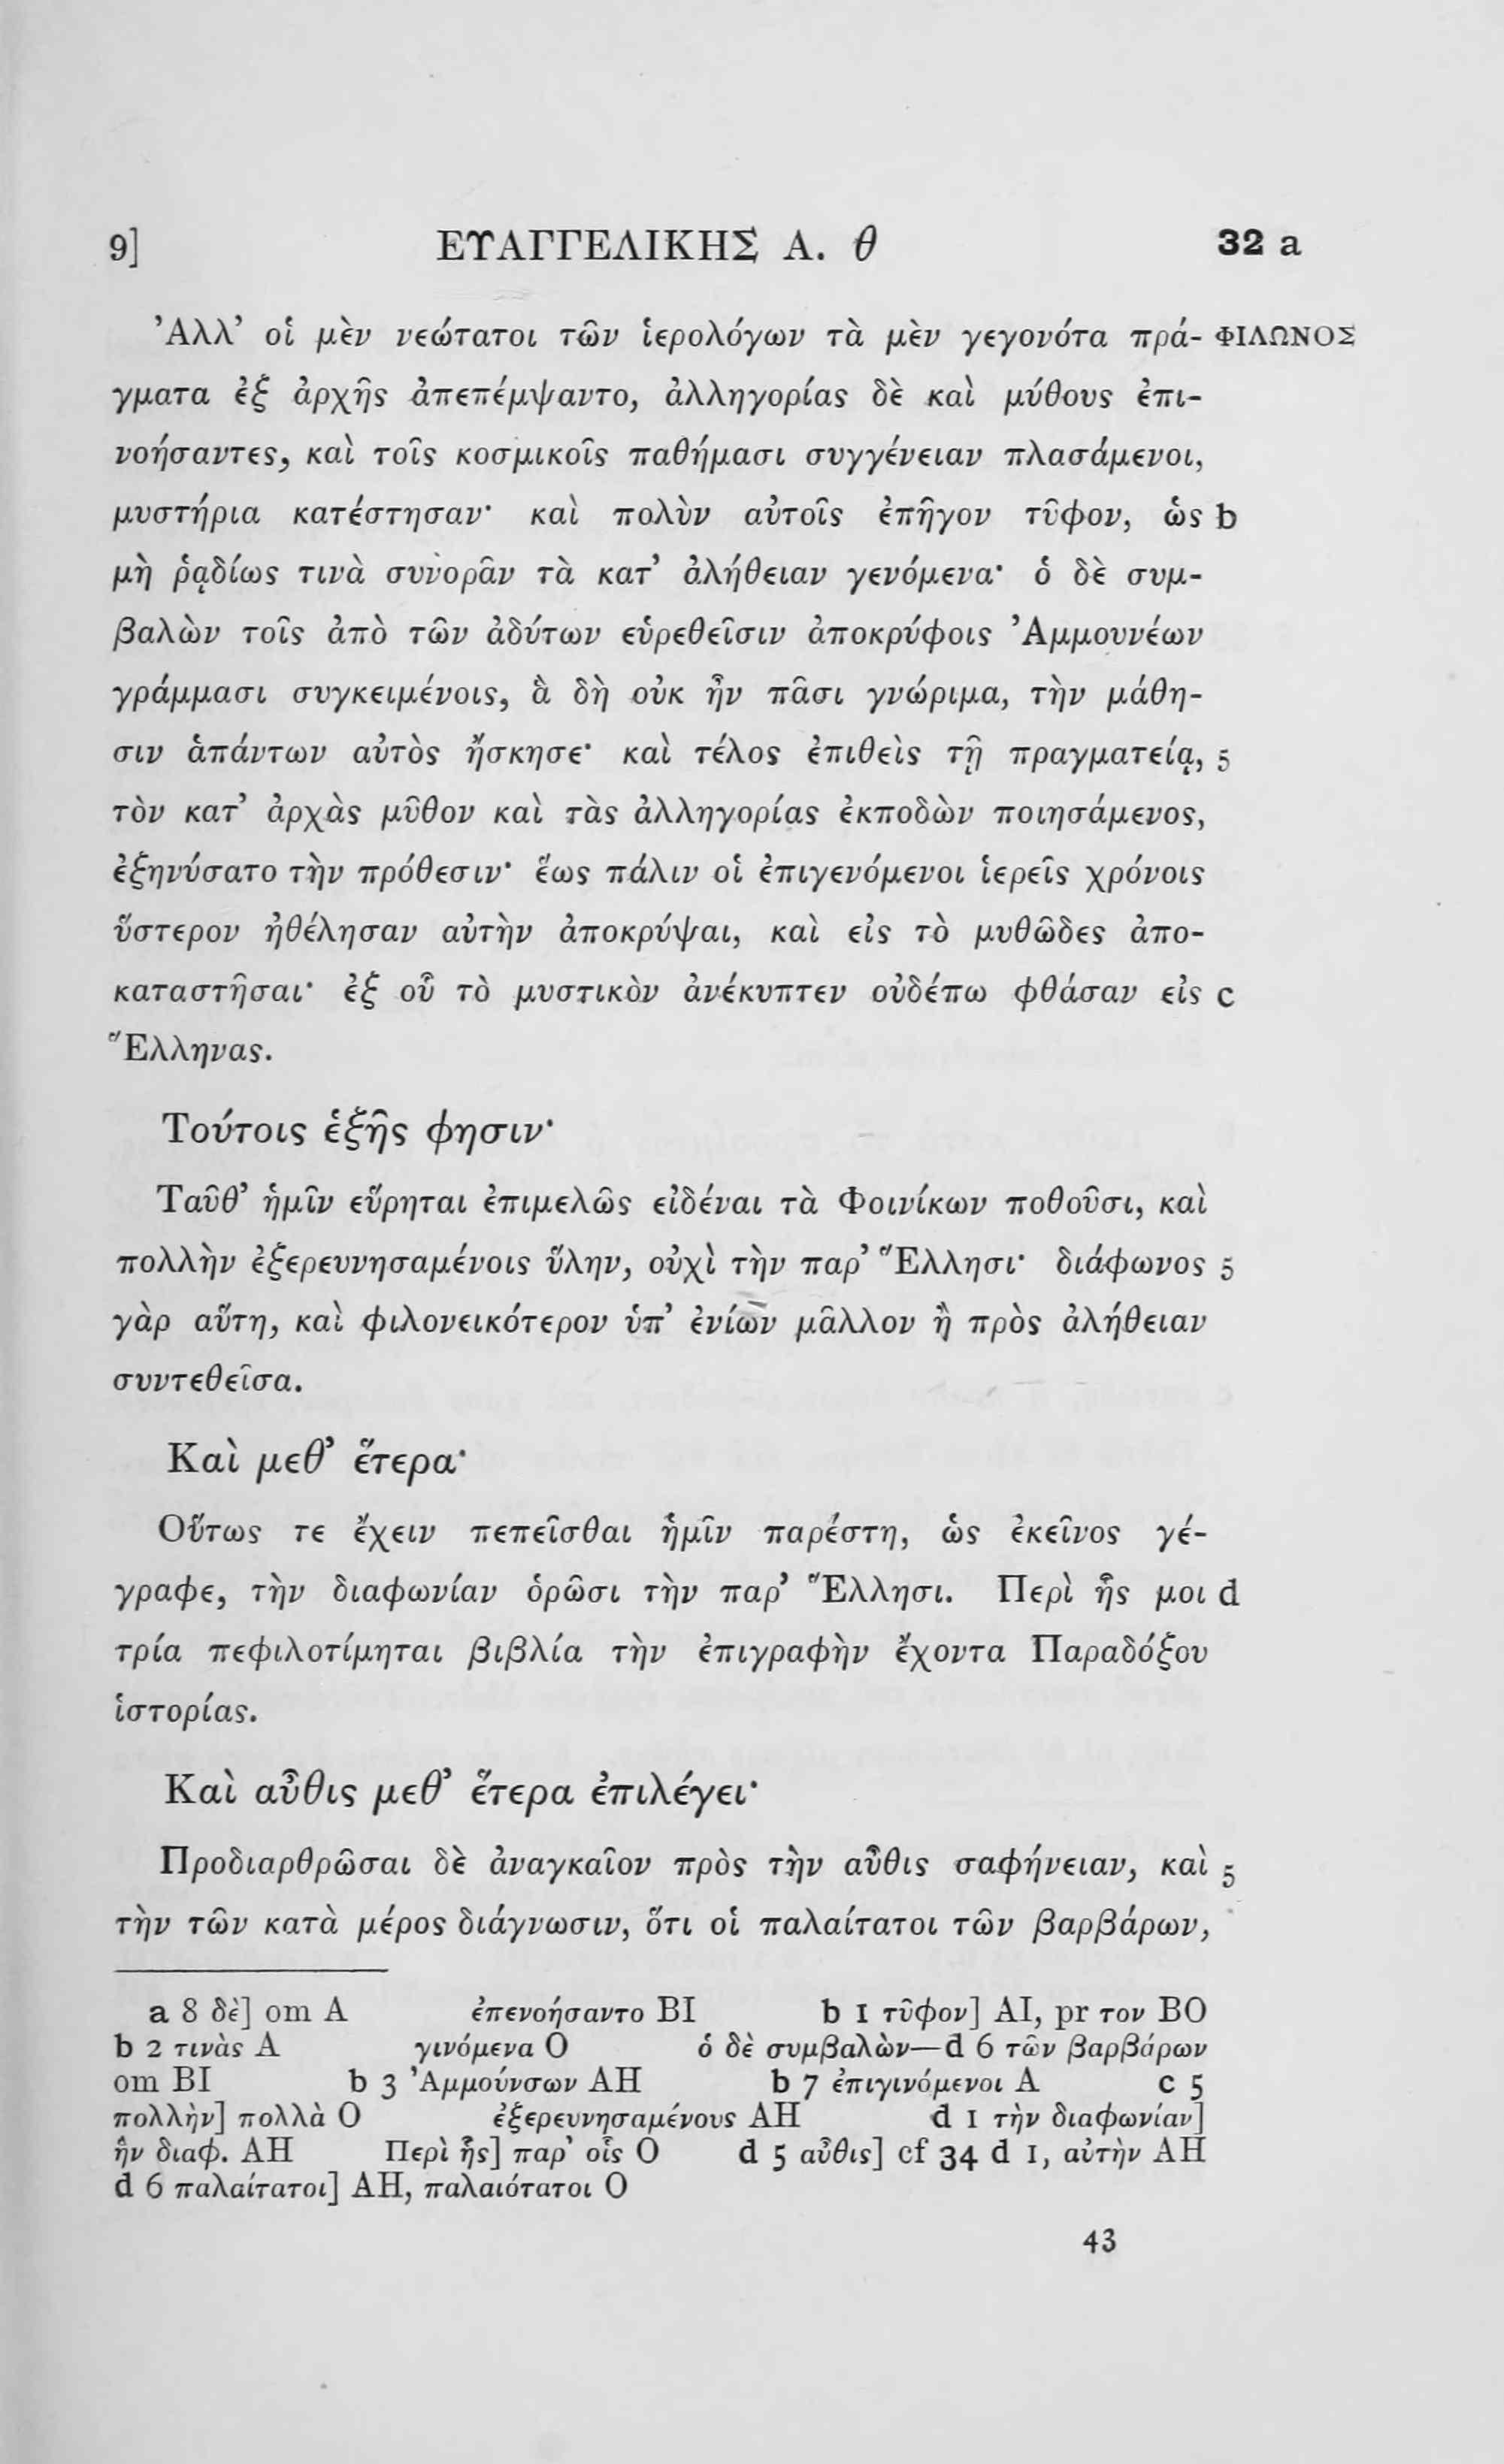 9] ΕΥΑΓΓΕΛΙΚΗΣ Α. θ 32 a
Ἀλλ’ οἱ μὲν νεώτατοι τῶν ἱερολόγων τὰ μὲν γεγονότα πρά- ΦΙΛΩΝΟΣ
γματα ἐξ ἀρχῆς ἀπεπέμψαντο, ἀλληγορίας δὲ καὶ μύθους ἐπι-
νοήσαντες, καὶ τοῖς κοσμικοῖς παθήμασι συγγένειαν πλασάμενοι,
μυστήρια κατέστησαν· καὶ πολὺν αὐτοῖς ἐπῆγον τῦφον, ὡς b
μὴ ῥᾳδίως τινὰ συνορᾶν τὰ κατ’ ἀλήθειαν γενόμενα· ὁ δὲ συμ-
βαλὼν τοῖς ἀπὸ τῶν ἀδύτων εὑρεθεῖσιν ἀποκρύφοις Ἀμμουνέων
γράμμασι συγκειμένοις, ἃ δὴ οὐκ ἦν πᾶσι γνώριμα, τὴν μάθη-
σιν ἁπάντων αὐτὸς ἤσκησε· καὶ τέλος ἐπιθεὶς τῇ πραγματείᾳ, 5
τὸν κατ’ ἀρχὰς μῦθον καὶ τὰς ἀλληγορίας ἐκποδὼν ποιησάμενος,
ἐξηνύσατο τὴν πρόθεσιν· ἕως πάλιν οἱ ἐπιγενόμενοι ἱερεῖς χρόνοις
ὕστερον ἠθέλησαν αὐτὴν ἀποκρύψαι, καὶ εἰς τὸ μυθῶδες ἀπο-
καταστῆσαι· ἐξ οὗ τὸ μυστικὸν ἀνέκυπτεν οὐδέπω φθάσαν εἰς c
Ἕλληνας.
Τούτοις ἑξῆς φησιν·
Ταῦθ’ ἡμῖν εὕρηται ἐπιμελῶς εἰδέναι τὰ Φοινίκων ποθοῦσι, καὶ
πολλὴν ἐξερευνησαμένοις ὕλην, οὐχὶ τὴν παρ’ Ἕλλησι· διάφωνος 5
γὰρ αὕτη, καὶ φιλονεικότερον ὑπ’ ἐνίων μᾶλλον ἢ πρὸς ἀλήθειαν
συντεθεῖσα.
Καὶ μεθ’ ἕτερα·
Οὕτως τε ἔχειν πεπεῖσθαι ἡμῖν παρέστη, ὡς ἐκεῖνος γέ-
γραφε, τὴν διαφωνίαν ὁρῶσι τὴν παρ’ Ἕλλησι. Περὶ ἧς μοι d
τρία πεφιλοτίμηται βιβλία τὴν ἐπιγραφὴν ἔχοντα Παραδόξου
ἱστορίας.
Καὶ αὖθις μεθ’ ἕτερα ἐπιλέγει·
Προδιαρθρῶσαι δὲ ἀναγκαῖον πρὸς τὴν αὖθις σαφήνειαν, καὶ 5
τὴν τῶν κατὰ μέρος διάγνωσιν, ὅτι οἱ παλαίτατοι τῶν βαρβάρων,
a 8 δὲ] om A ἐπενοήσαντο BI b 1 τῦφον] AI, pr τον BO
b 2 τινὰς A γινόμενα O ὁ δὲ συμβαλὼν—d 6 τῶν βαρβάρων
om BI b 3 Ἀμμούνσων AH b 7 ἐπιγινόμενοι A c 5
πολλὴν] πολλὰ O ἐξερευνησαμένους AH d 1 τὴν διαφωνίαν]
ἣν διαφ. AH Περὶ ἧς] παρ’ οἷς O d 5 αὖθις] cf 34 d 1, αὐτὴν AH
d 6 παλαίτατοι] AH, παλαιότατοι O
43